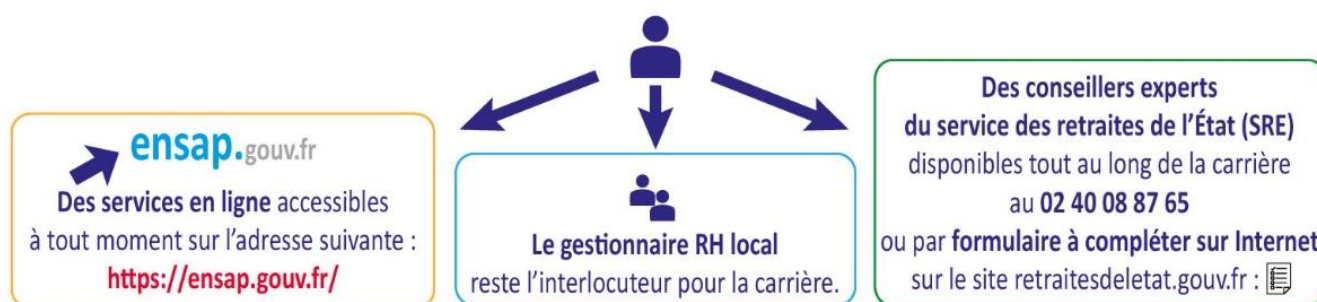 ensap.gouv.fr
Des services en ligne accessibles
à tout moment sur l'adresse suivante :
https://ensap.gouv.fr/
Le gestionnaire RH local
reste l'interlocuteur pour la carrière.
Des conseillers experts
du service des retraites de l'État (SRE)
disponibles tout au long de la carrière
au 02 40 08 87 65
ou par formulaire à compléter sur Internet
sur le site retraitesdeletat.gouv.fr :